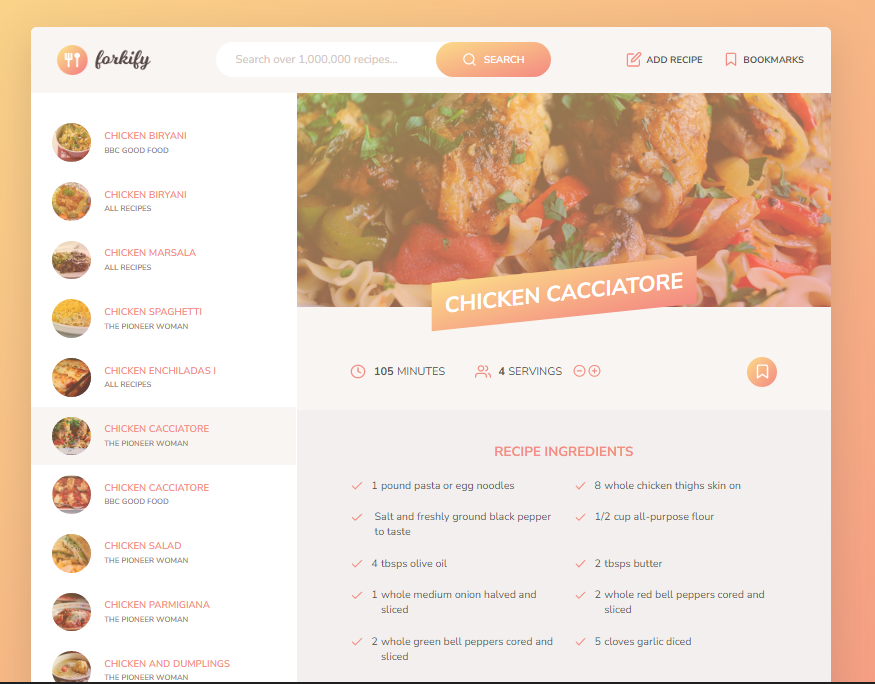 forkify
Search over 1,000,000 recipes...
SEARCH
ADD RECIPE
BOOKMARKS
CHICKEN BIRYANI
BBC GOOD FOOD
CHICKEN BIRYANI
ALL RECIPES
CHICKEN MARSALA
ALL RECIPES
CHICKEN SPAGHETTI
THE PIONEER WOMAN
CHICKEN ENCHILADAS I
ALL RECIPES
CHICKEN CACCIATORE
THE PIONEER WOMAN
CHICKEN CACCIATORE
BBC GOOD FOOD
CHICKEN SALAD
THE PIONEER WOMAN
CHICKEN PARMIGIANA
THE PIONEER WOMAN
CHICKEN AND DUMPLINGS
THE PIONEER WOMAN
CHICKEN CACCIATORE
105 MINUTES
4 SERVINGS
RECIPE INGREDIENTS
1 pound pasta or egg noodles
8 whole chicken thighs skin on
Salt and freshly ground black pepper
to taste
1/2 cup all-purpose flour
4 tbsps olive oil
2 tbsps butter
1 whole medium onion halved and
sliced
2 whole red bell peppers cored and
sliced
2 whole green bell peppers cored and
sliced
5 cloves garlic diced